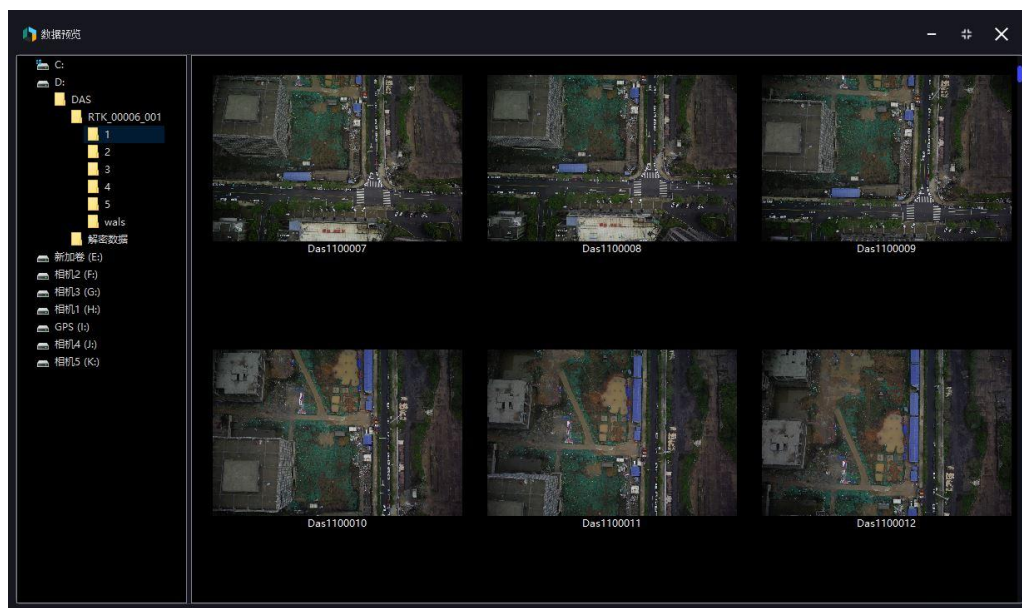 数据预览
C:
D:
DAS
RTK_00006_001
1
2
3
4
5
wals
解密数据
新加卷 (E:)
相机2 (F:)
相机3 (G:)
相机1 (H:)
GPS (I:)
相机4 (J:)
相机5 (K:)
Das1100007
Das1100008
Das1100009
Das1100010
Das1100011
Das1100012